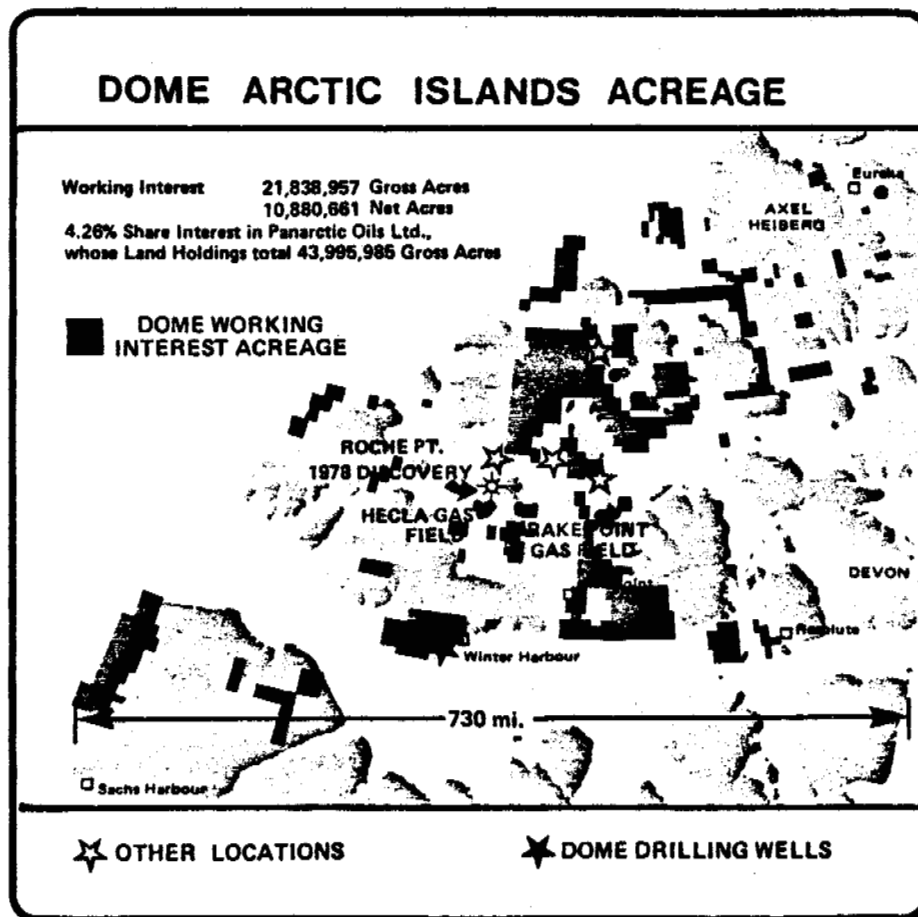 DOME ARCTIC ISLANDS ACREAGE
Working Interest 21,838,957 Gross Acres
10,880,661 Net Acres
4.26% Share Interest in Panarctic Oils Ltd.,
whose Land Holdings total 43,995,985 Gross Acres
Eureka
AXEL
HEIBERG
DOME WORKING
INTEREST ACREAGE
ROCHE PT.
1978 DISCOVERY
HECLA GAS
FIELD
RAKE POINT
GAS FIELD
DEVON
Resolute
Winter Harbour
730 mi.
Sachs Harbour
OTHER LOCATIONS
DOME DRILLING WELLS